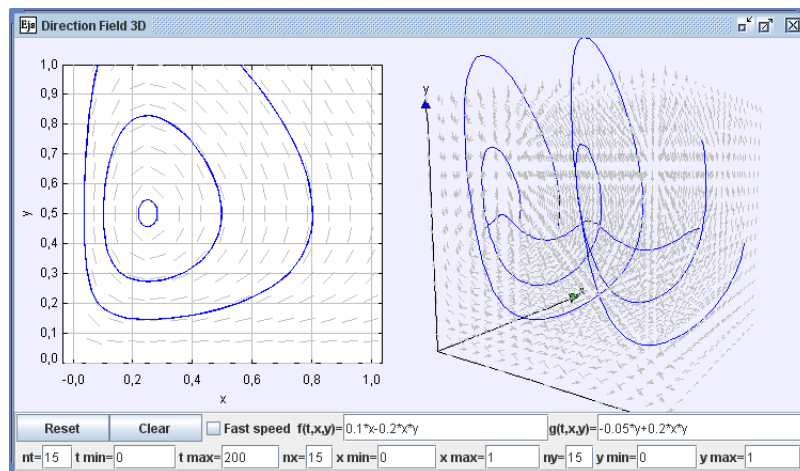 Ejs Direction Field 3D
1,0
0,9
0,8
0,7
0,6
0,5
0,4
0,3
0,2
0,1
0,0
y
-0,0 0,2 0,4 0,6 0,8 1,0
x
y
x
Reset Clear Fast speed f(t,x,y)= 0.1*x-0.2*x*y g(t,x,y)= -0.05*y+0.2*x*y
nt= 15 t min= 0 t max= 200 nx= 15 x min= 0 x max= 1 ny= 15 y min= 0 y max= 1